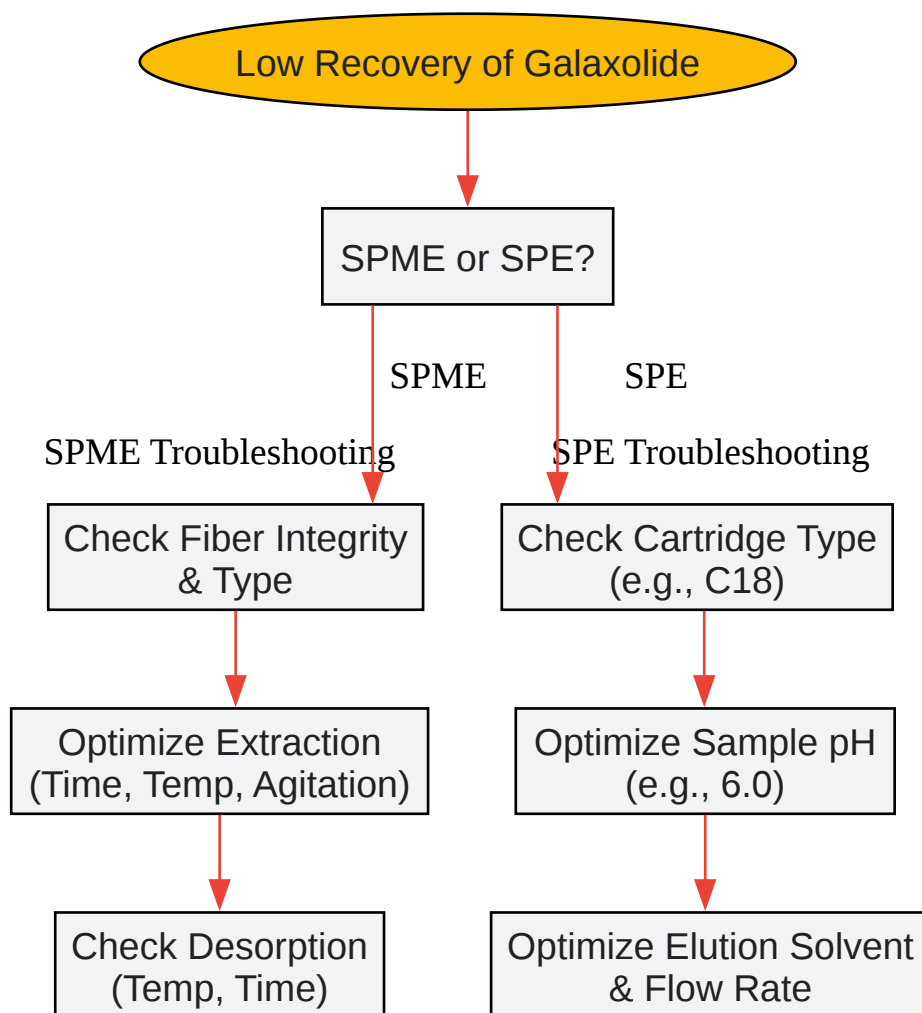 Low Recovery of Galaxolide
SPME or SPE?
SPME
SPE
SPME Troubleshooting
SPE Troubleshooting
Check Fiber Integrity
& Type
Check Cartridge Type
(e.g., C18)
Optimize Extraction
(Time, Temp, Agitation)
Optimize Sample pH
(e.g., 6.0)
Check Desorption
(Temp, Time)
Optimize Elution Solvent
& Flow Rate